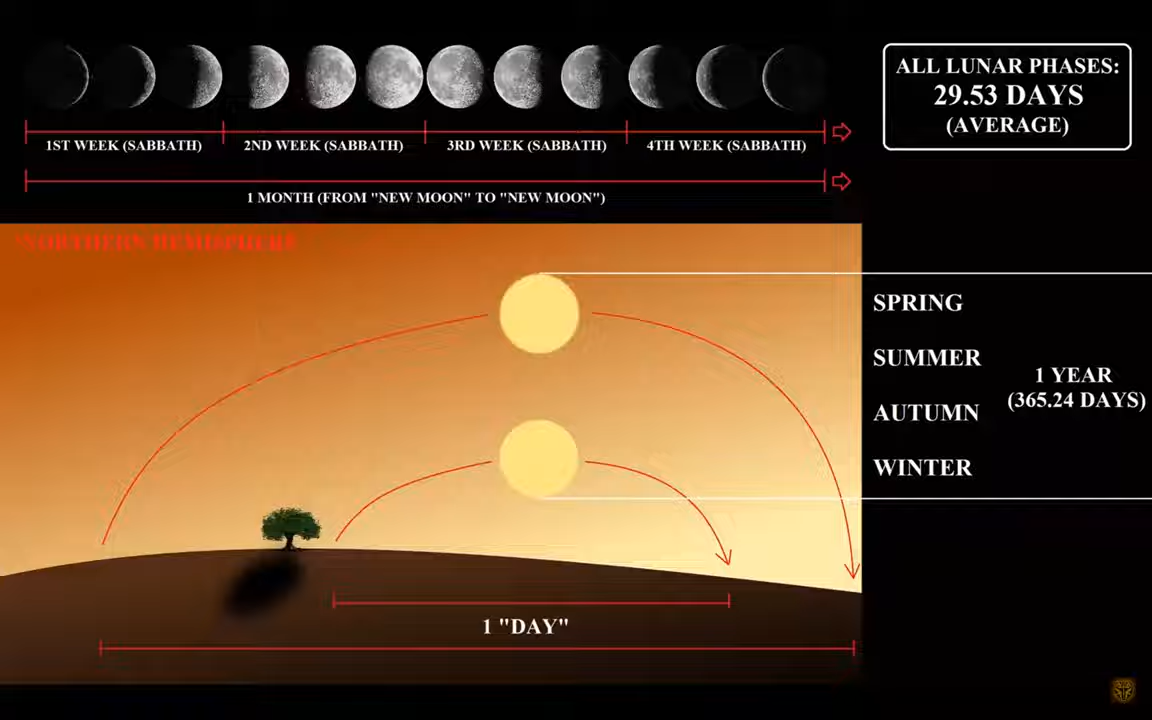 ALL LUNAR PHASES:
29.53 DAYS
(AVERAGE)
1ST WEEK (SABBATH)
2ND WEEK (SABBATH)
3RD WEEK (SABBATH)
4TH WEEK (SABBATH)
1 MONTH (FROM "NEW MOON" TO "NEW MOON")
*NORTHERN HEMISPHERE
SPRING
SUMMER
AUTUMN
WINTER
1 YEAR
(365.24 DAYS)
1 "DAY"